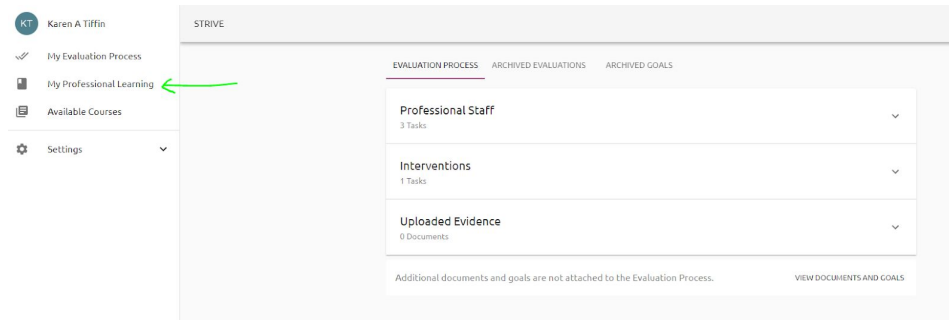 KT Karen A Tiffin
My Evaluation Process
My Professional Learning
Available Courses
Settings
STRIVE
EVALUATION PROCESS ARCHIVED EVALUATIONS ARCHIVED GOALS
Professional Staff
3 Tasks
Interventions
1 Tasks
Uploaded Evidence
0 Documents
Additional documents and goals are not attached to the Evaluation Process. VIEW DOCUMENTS AND GOALS